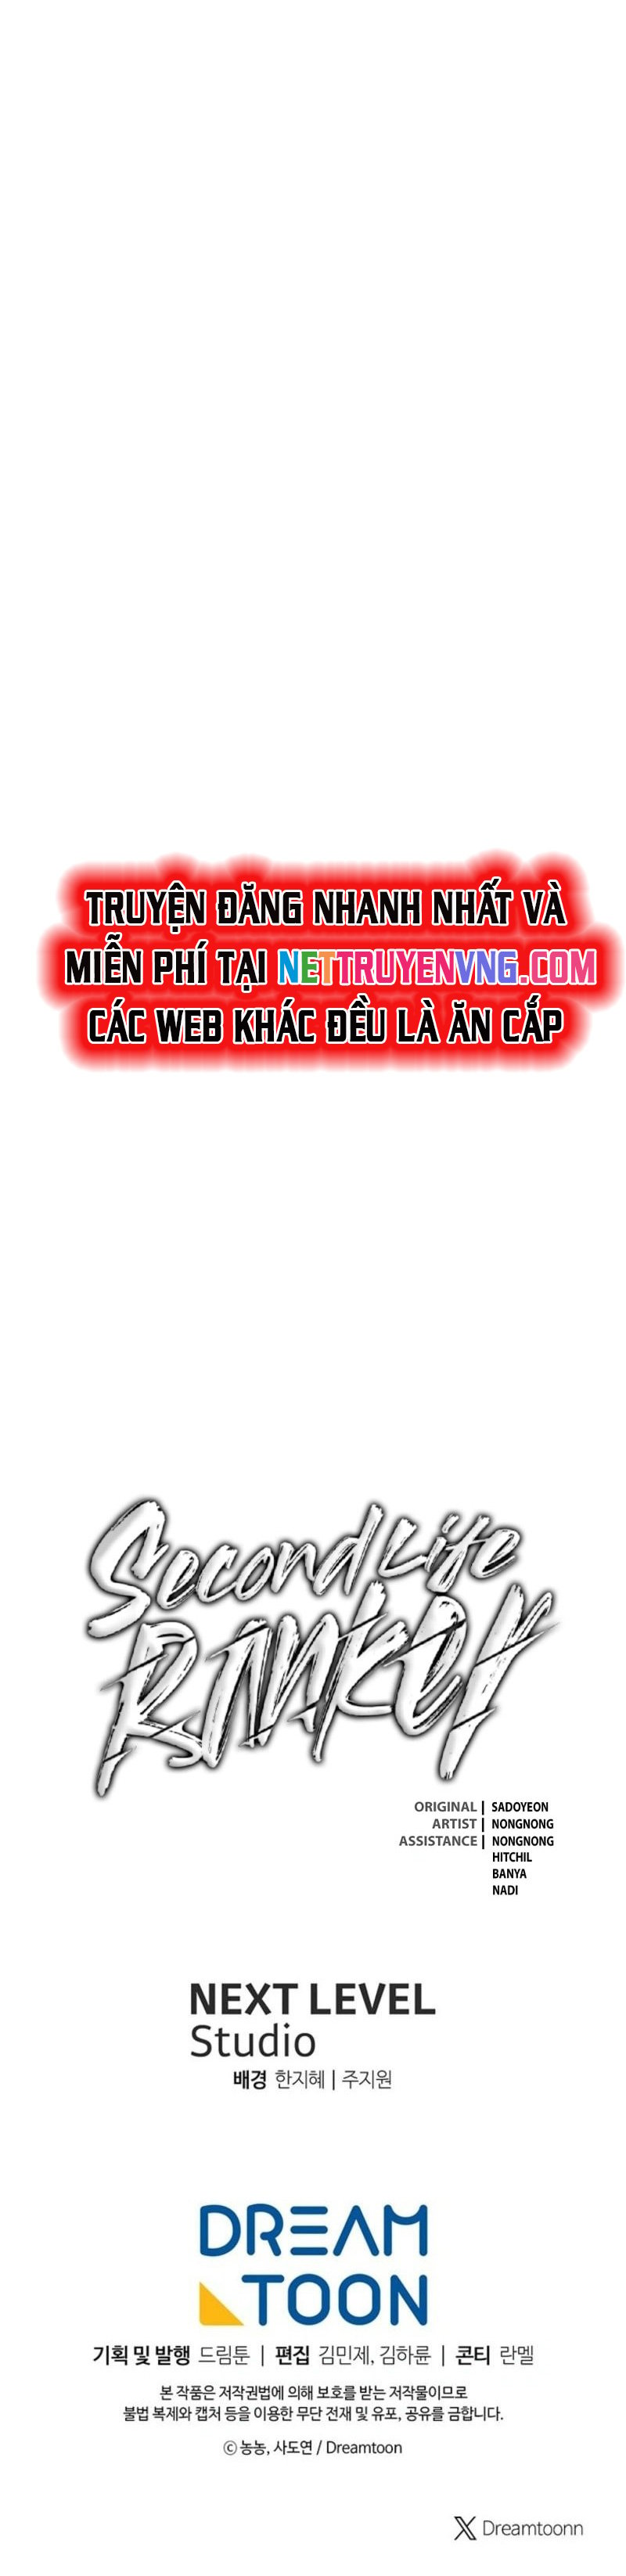 TRUYỆN ĐĂNG NHANH NHẤT VÀ
MIỄN PHÍ TẠI NETTRUYENVNG.COM
CÁC WEB KHÁC ĐỀU LÀ ĂN CẮP
Second Life
Ranker
ORIGINAL | SADOYEON
ARTIST | NONGNONG
ASSISTANCE | NONGNONG
HITCHIL
BANYA
NADI
NEXT LEVEL
Studio
배경 한지혜 | 주지원
DREAM
TOON
기획 및 발행 드림툰 | 편집 김민제, 김하륜 | 콘티 란멜
본 작품은 저작권법에 의해 보호를 받는 저작물이므로
불법 복제와 캡처 등을 이용한 무단 전재 및 유포, 공유를 금합니다.
ⓒ 농농, 사도연 / Dreamtoon
X Dreamtoonn